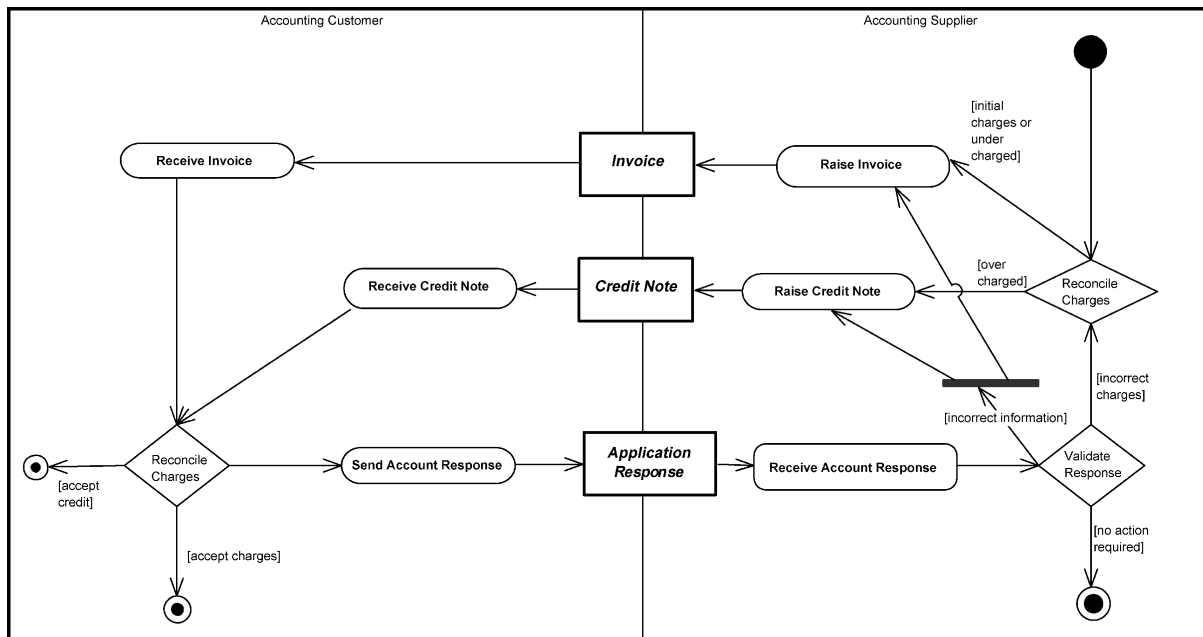 Accounting Customer
Accounting Supplier
[initial
charges or
under
charged]
Receive Invoice
Invoice
Raise Invoice
[over
charged]
Receive Credit Note
Credit Note
Raise Credit Note
Reconcile
Charges
[incorrect
charges]
[incorrect information]
Reconcile
Charges
Send Account Response
Application
Response
Receive Account Response
Validate
Response
[accept
credit]
[no action
required]
[accept charges]